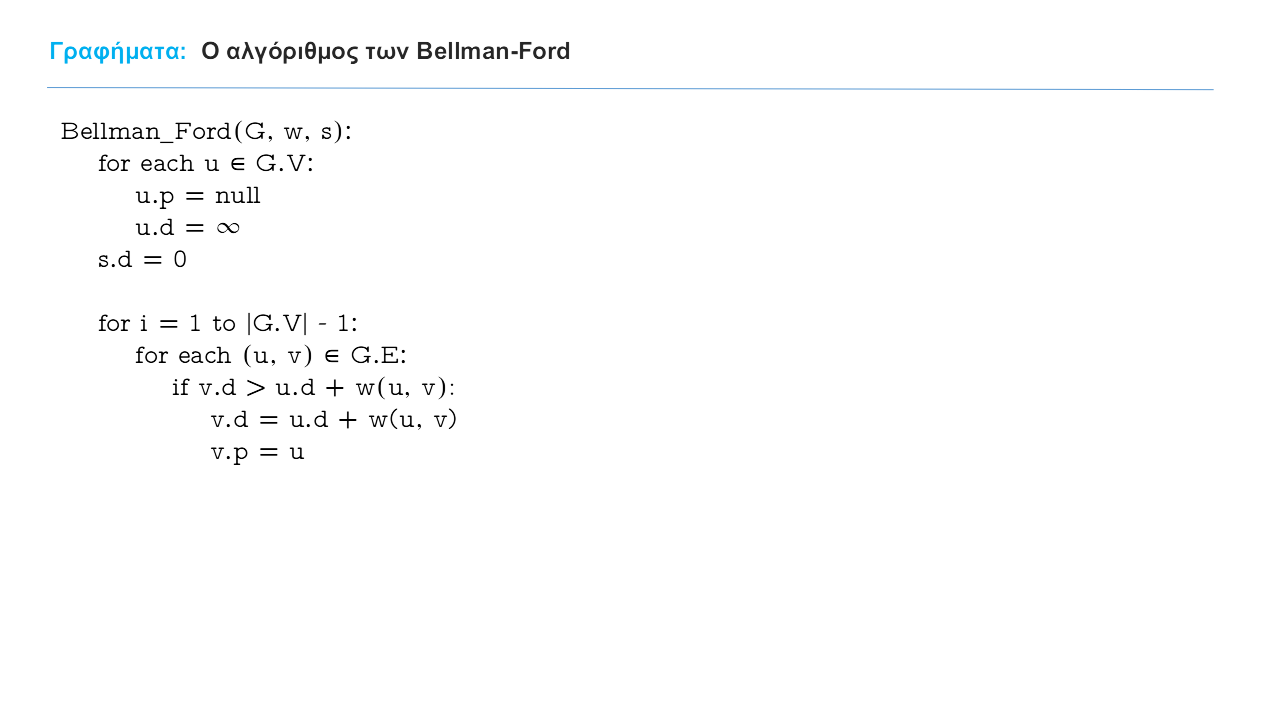 Γραφήματα: Ο αλγόριθμος των Bellman-Ford
Bellman_Ford(G, w, s):
for each u ∈ G.V:
u.p = null
u.d = ∞
s.d = 0
for i = 1 to |G.V| - 1:
for each (u, v) ∈ G.E:
if v.d > u.d + w(u, v):
v.d = u.d + w(u, v)
v.p = u